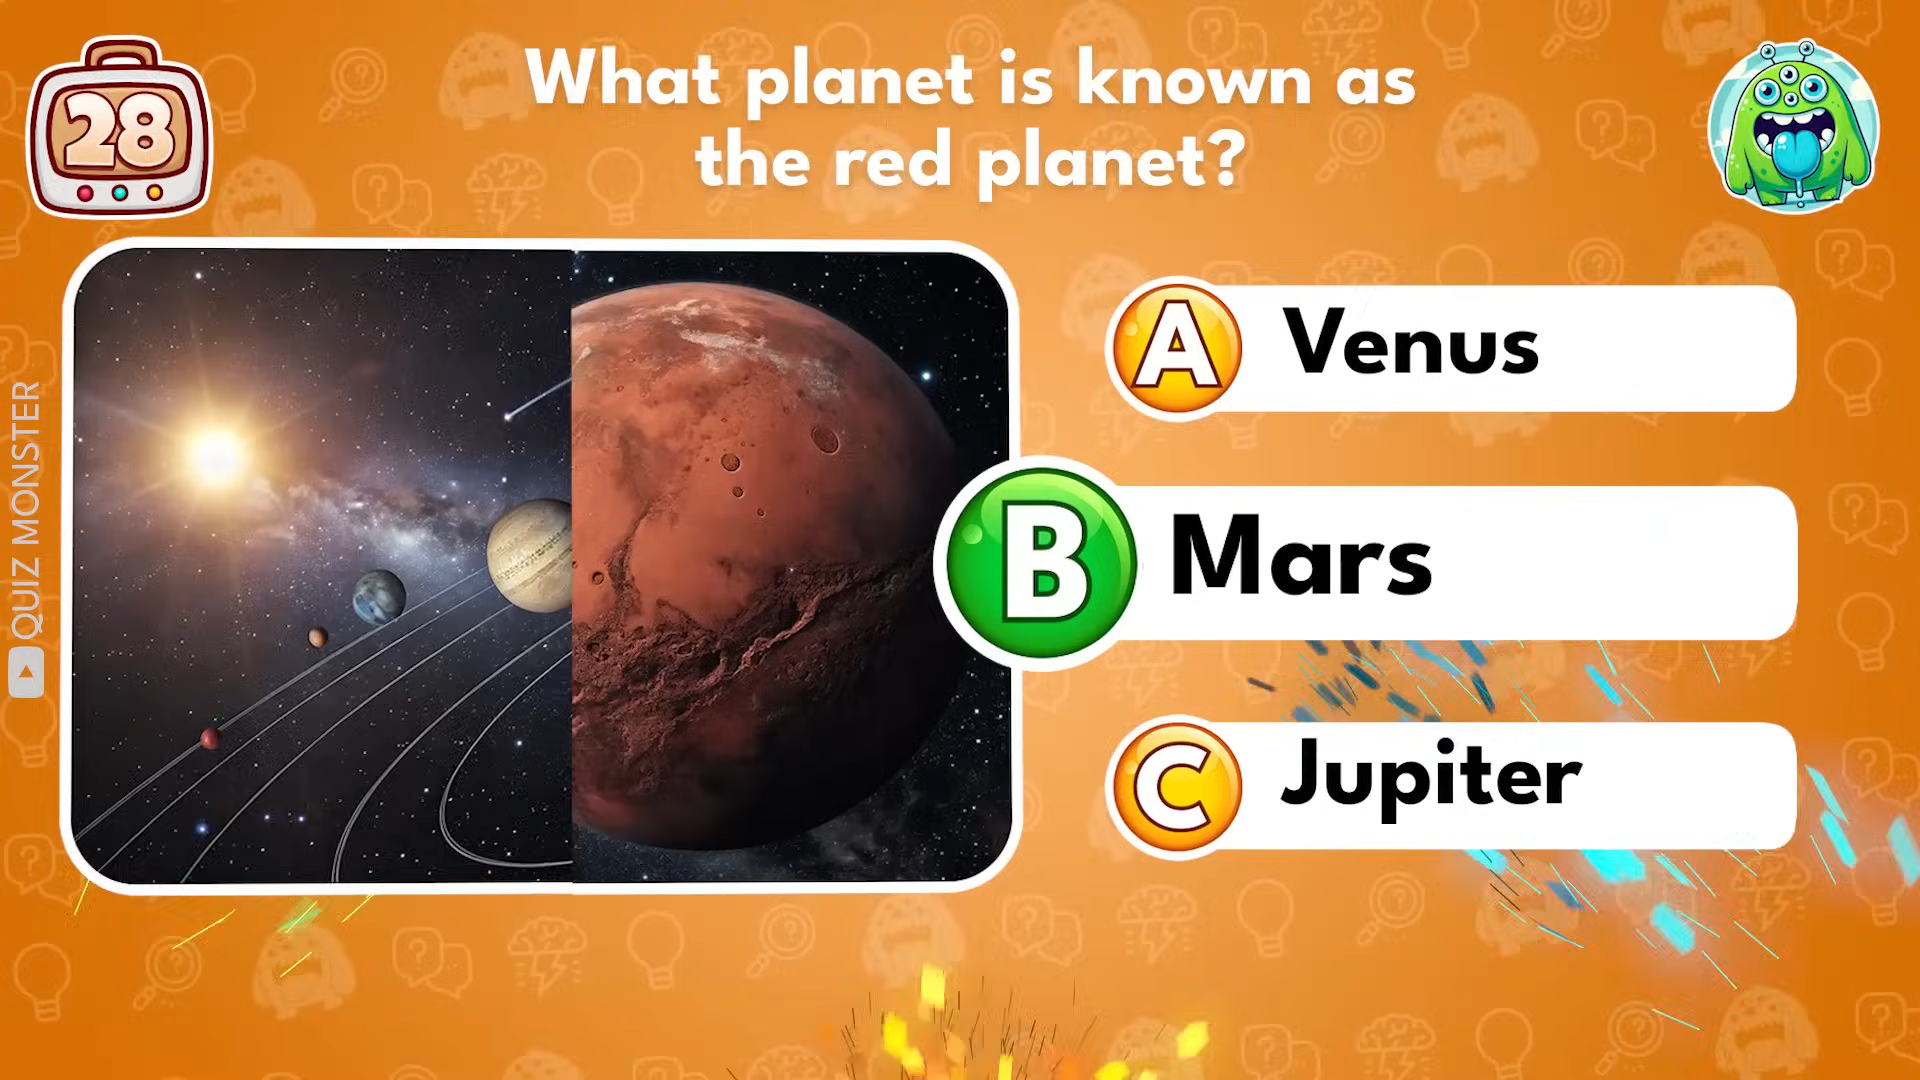 28
What planet is known as
the red planet?
A Venus
B Mars
C Jupiter
QUIZ MONSTER